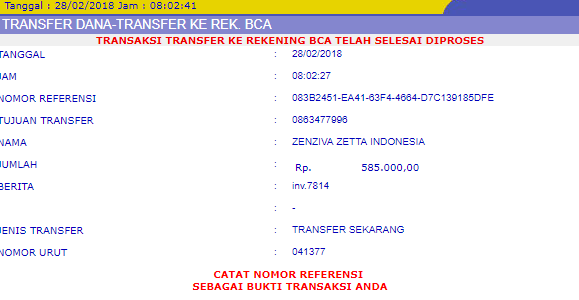 Tanggal : 28/02/2018 Jam : 08:02:41
TRANSFER DANA-TRANSFER KE REK. BCA
TRANSAKSI TRANSFER KE REKENING BCA TELAH SELESAI DIPROSES
TANGGAL : 28/02/2018
JAM : 08:02:27
NOMOR REFERENSI : 083B2451-EA41-63F4-4664-D7C139185DFE
TUJUAN TRANSFER : 0863477996
NAMA : ZENZIVA ZETTA INDONESIA
JUMLAH : Rp. 585.000,00
BERITA : inv.7814
: -
JENIS TRANSFER : TRANSFER SEKARANG
NOMOR URUT : 041377
CATAT NOMOR REFERENSI
SEBAGAI BUKTI TRANSAKSI ANDA